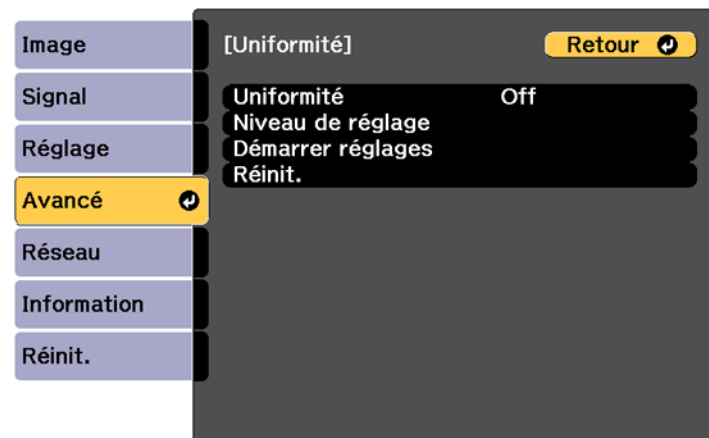 Image
Signal
Réglage
Avancé
Réseau
Information
Réinit.
[Uniformité]
Retour
Uniformité Off
Niveau de réglage
Démarrer réglages
Réinit.